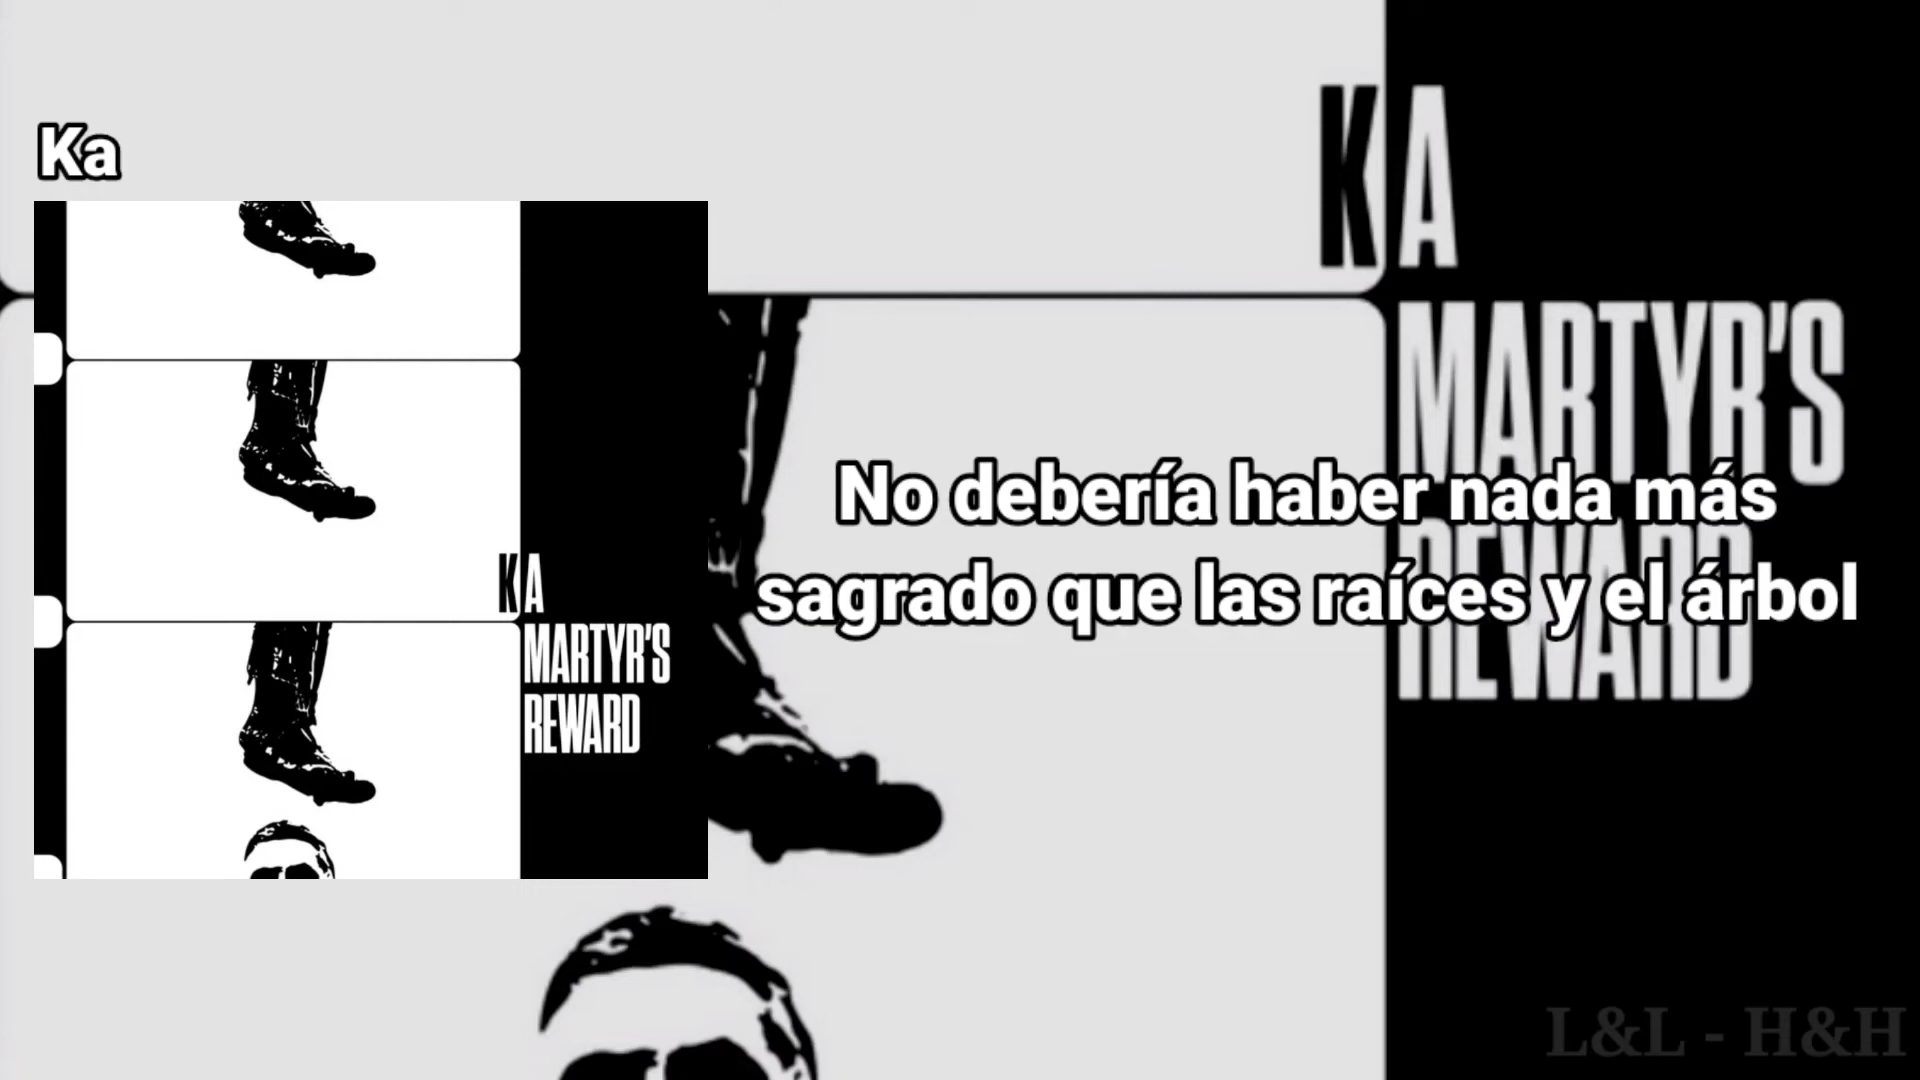 Ka
KA
MARTYR'S
REWARD
KA
MARTYR'S
REWARD
No debería haber nada más
sagrado que las raíces y el árbol
L&L - H&H